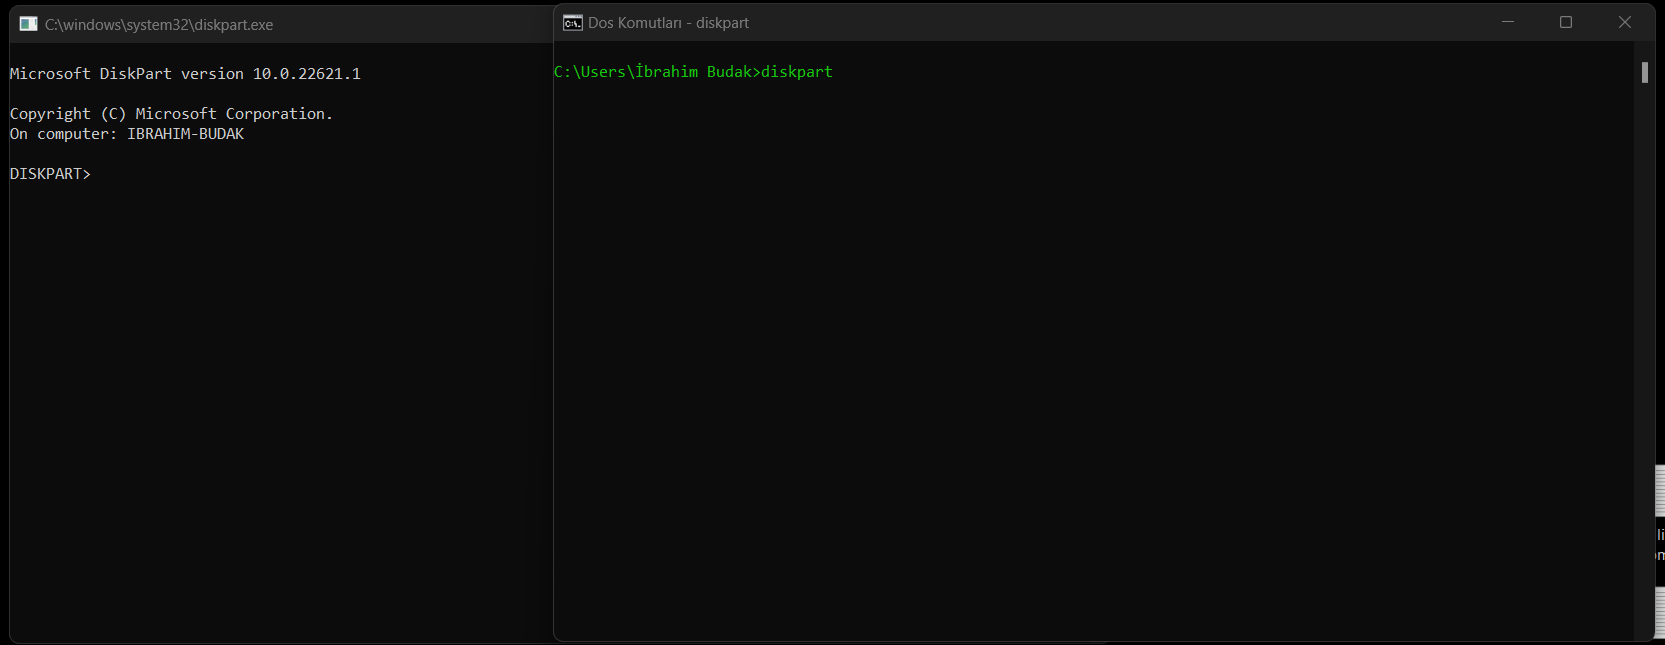 C:\windows\system32\diskpart.exe
Microsoft DiskPart version 10.0.22621.1
Copyright (C) Microsoft Corporation.
On computer: IBRAHIM-BUDAK
DISKPART>
Dos Komutları - diskpart
C:\Users\İbrahim Budak>diskpart